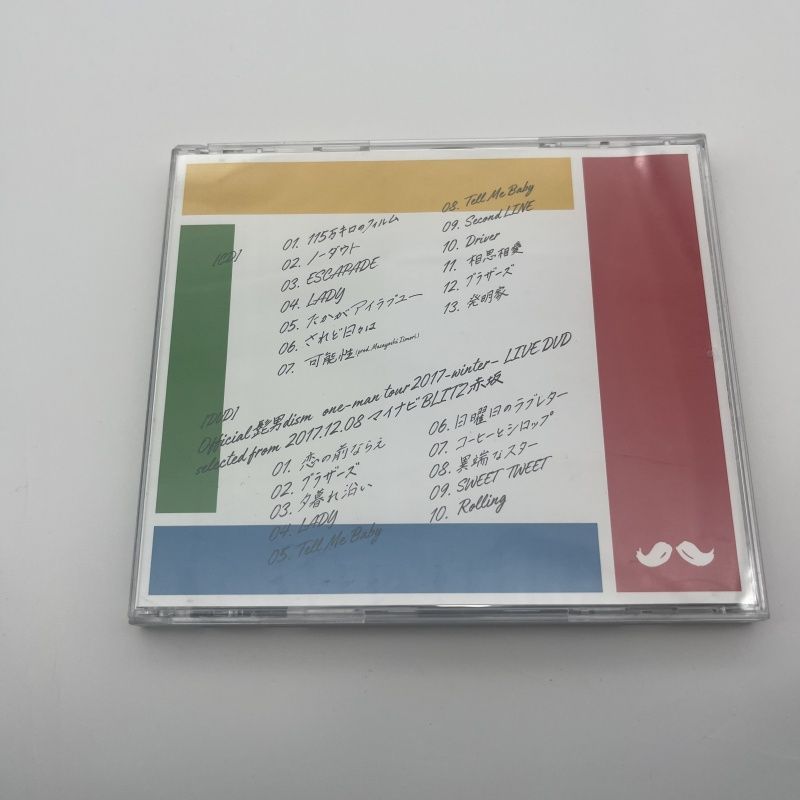 [CD]
01. 115万キロのフィルム
02. ノーダウト
03. ESCAPADE
04. LADY
05. たかがアイラブユー
06. されど日々は
07. 可能性 (prod. Masayoshi Iimori)
08. Tell Me Baby
09. Second LINE
10. Driver
11. 相思相愛
12. ブラザーズ
13. 発明家
[DVD]
Official髭男dism one-man tour 2017-winter- LIVE DVD
selected from 2017.12.08 マイナビBLITZ赤坂
01. 恋の前ならえ
02. ブラザーズ
03. 夕暮れ沿い
04. LADY
05. Tell Me Baby
06. 日曜日のラブレター
07. コーヒーとシロップ
08. 異端なスター
09. SWEET TWEET
10. Rolling